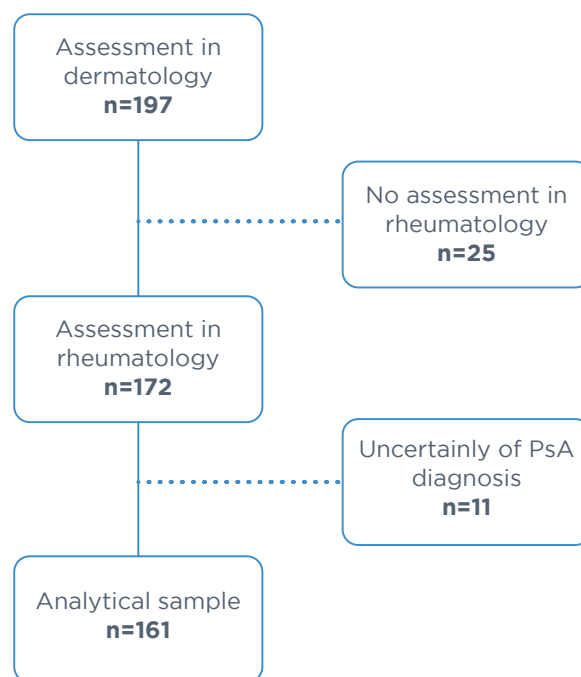 Assessment in
dermatology
n=197
No assessment in
rheumatology
n=25
Assessment in
rheumatology
n=172
Uncertainly of PsA
diagnosis
n=11
Analytical sample
n=161